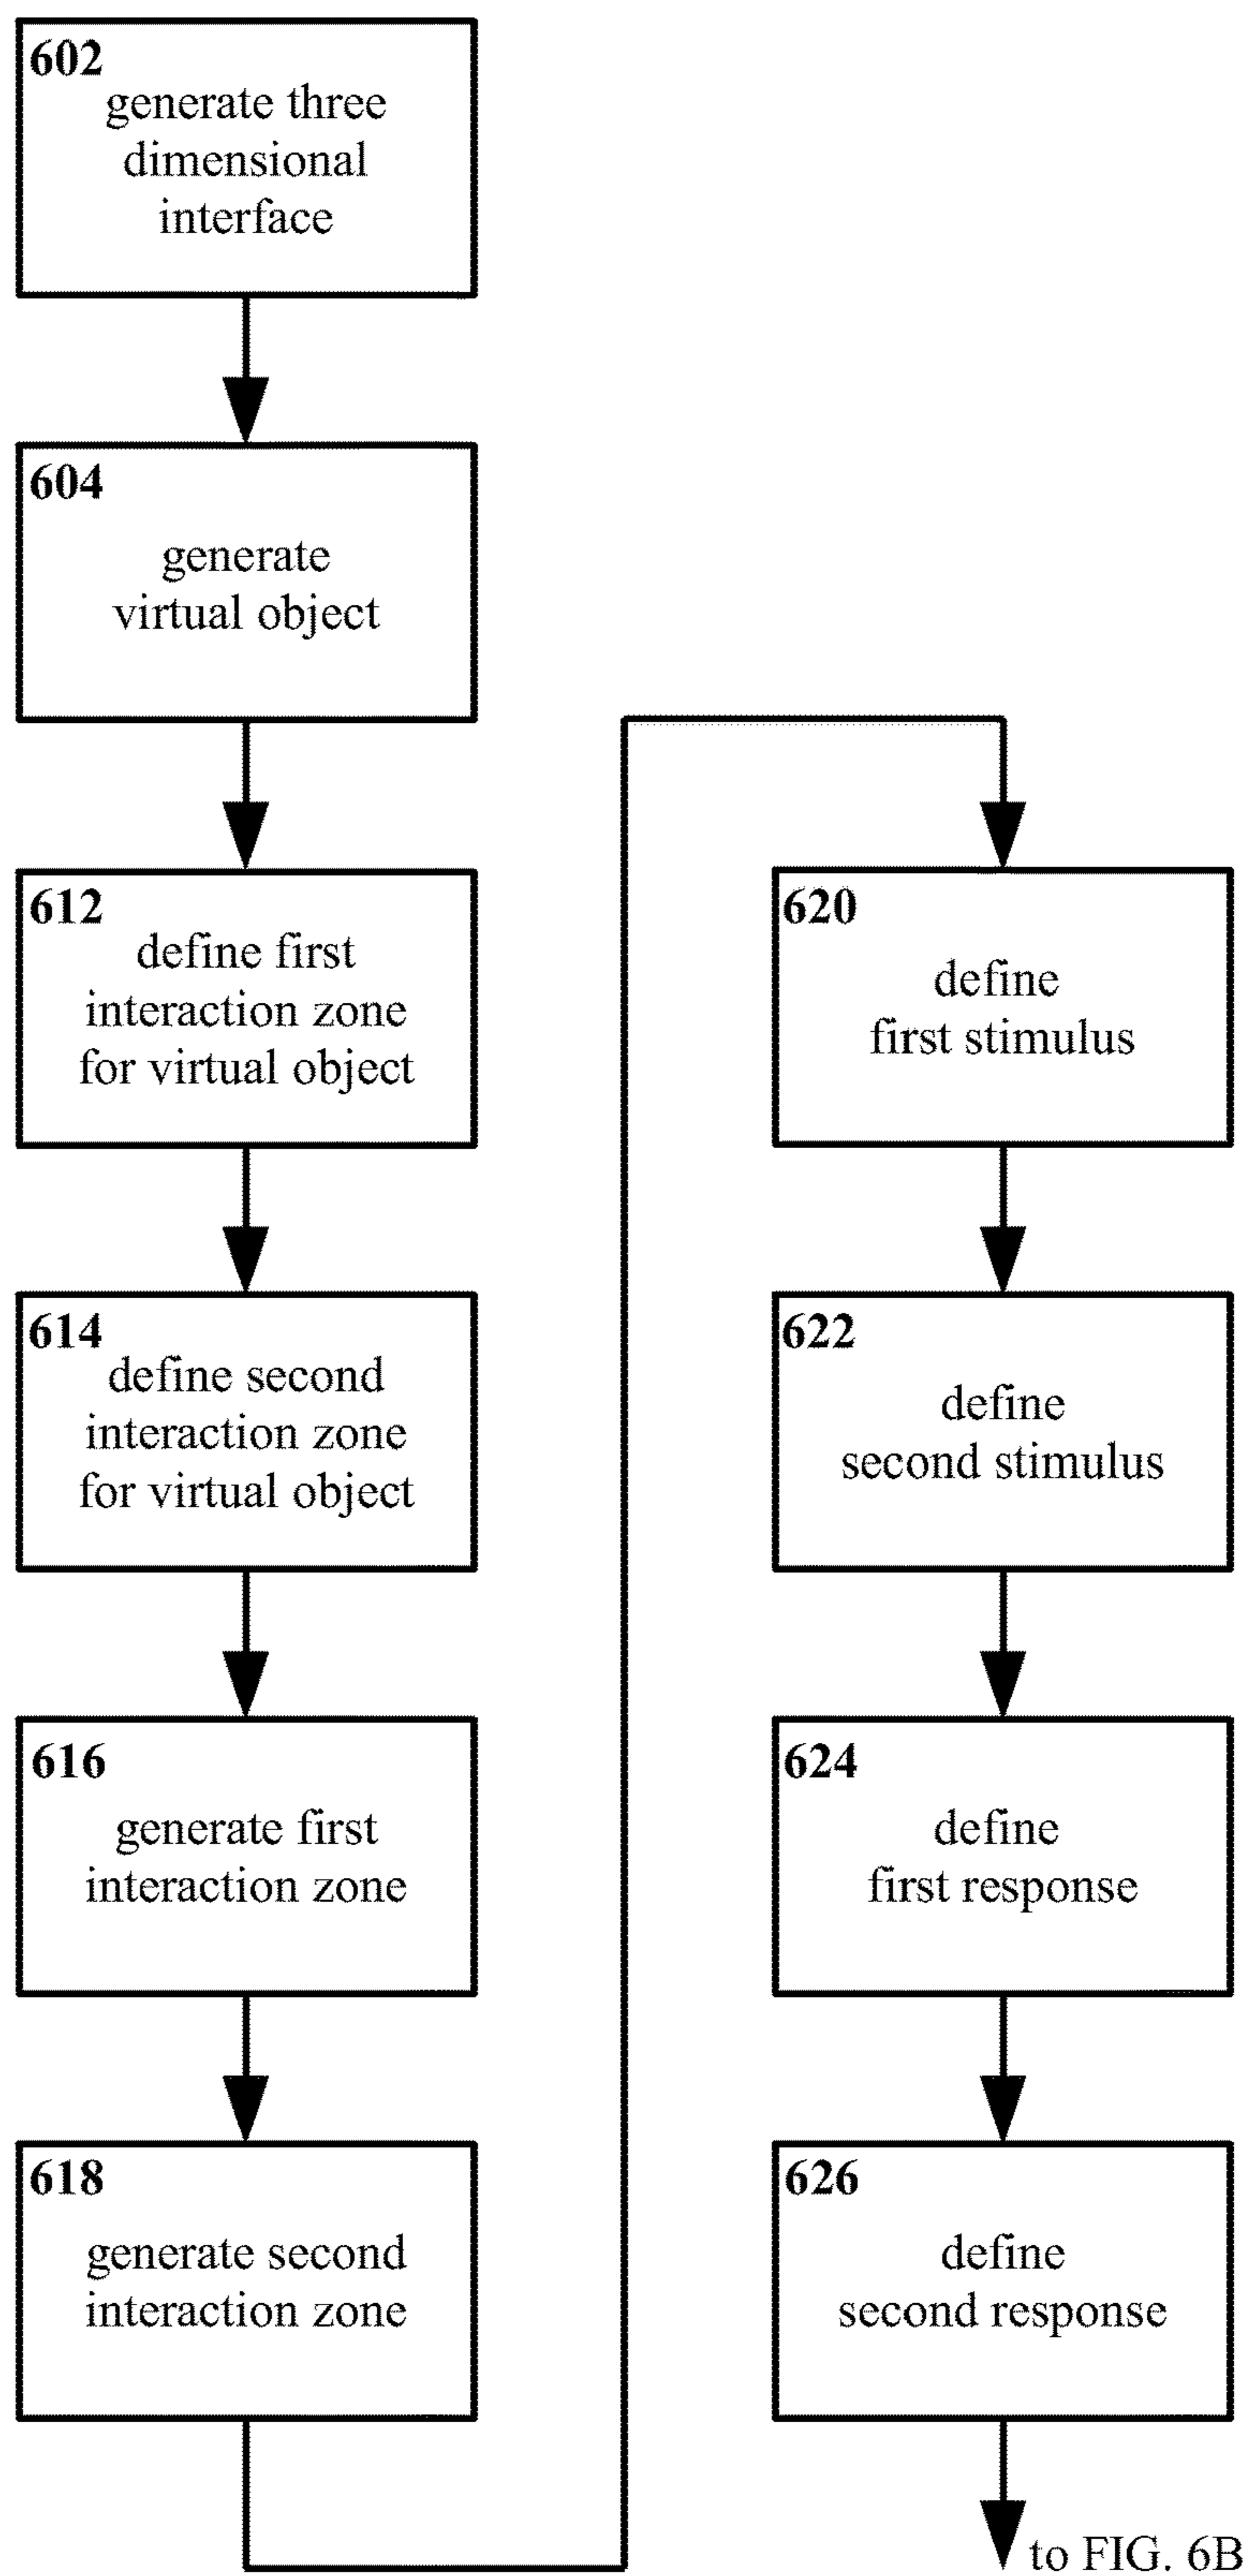 602
generate three
dimensional
interface
604
generate
virtual object
612
define first
interaction zone
for virtual object
614
define second
interaction zone
for virtual object
616
generate first
interaction zone
618
generate second
interaction zone
620
define
first stimulus
622
define
second stimulus
624
define
first response
626
define
second response
to FIG. 6B